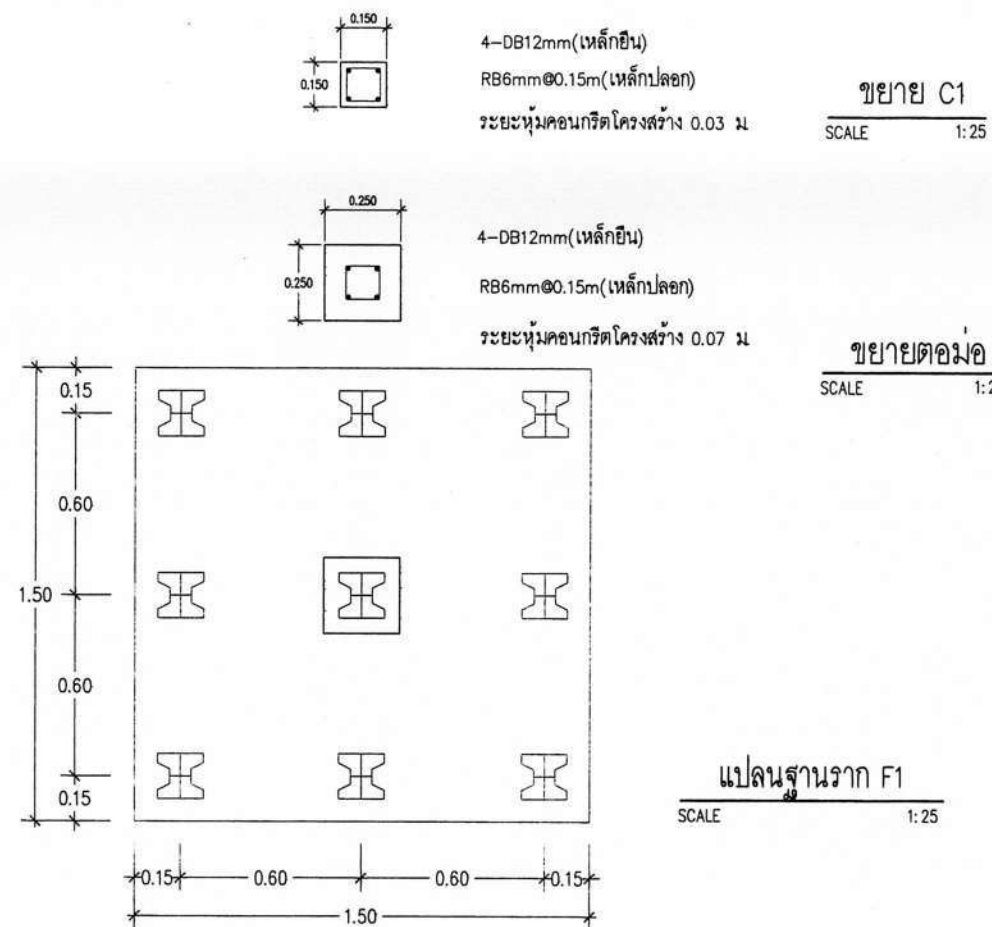 0.150
0.150
4-DB12mm(เหล็กยืน)
RB6mm@0.15m(เหล็กปลอก)
ระยะหุ้มคอนกรีตโครงสร้าง 0.03 ม
ขยาย C1
SCALE 1:25
0.250
0.250
4-DB12mm(เหล็กยืน)
RB6mm@0.15m(เหล็กปลอก)
ระยะหุ้มคอนกรีตโครงสร้าง 0.07 ม
ขยายตอม่อ
SCALE 1:2
0.15
0.60
1.50
0.60
0.15
แปลนฐานราก F1
SCALE 1:25
0.15 0.60 0.60 0.15
1.50